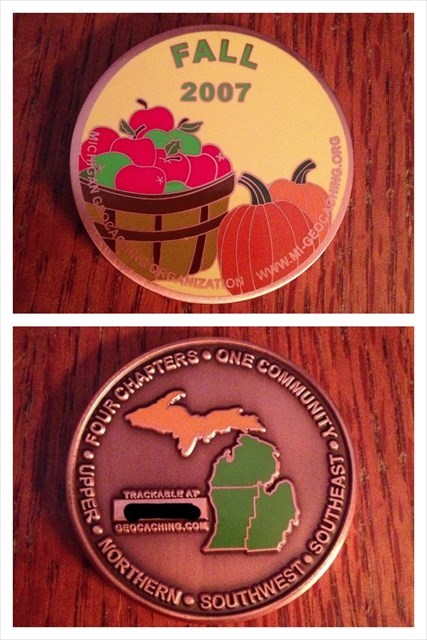 FALL
2007
MICHIGAN GEOCACHING ORGANIZATION
WWW.MI-GEOCACHING.ORG
FOUR CHAPTERS • ONE COMMUNITY
• UPPER • NORTHERN • SOUTHWEST • SOUTHEAST •
TRACKABLE AT
GEOCACHING.COM